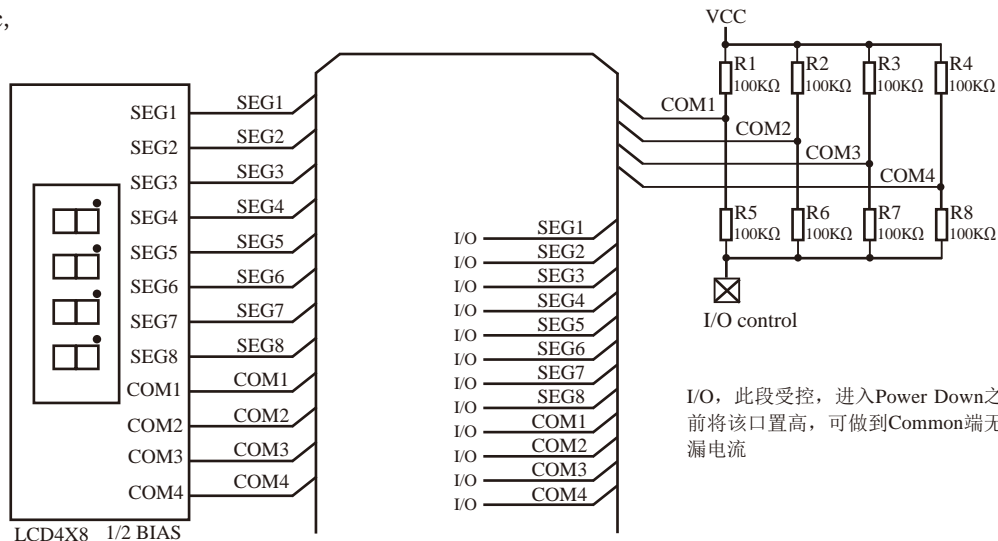 c,
SEG1
SEG2
SEG3
SEG4
SEG5
SEG6
SEG7
SEG8
COM1
COM2
COM3
COM4
LCD4X8 1/2 BIAS
SEG1
SEG2
SEG3
SEG4
SEG5
SEG6
SEG7
SEG8
COM1
COM2
COM3
COM4
I/O SEG1
I/O SEG2
I/O SEG3
I/O SEG4
I/O SEG5
I/O SEG6
I/O SEG7
I/O SEG8
I/O COM1
I/O COM2
I/O COM3
I/O COM4
VCC
R1 R2 R3 R4
100KΩ 100KΩ 100KΩ 100KΩ
COM1
COM2
COM3
COM4
R5 R6 R7 R8
100KΩ 100KΩ 100KΩ 100KΩ
I/O control
I/O，此段受控，进入Power Down之
前将该口置高，可做到Common端无
漏电流